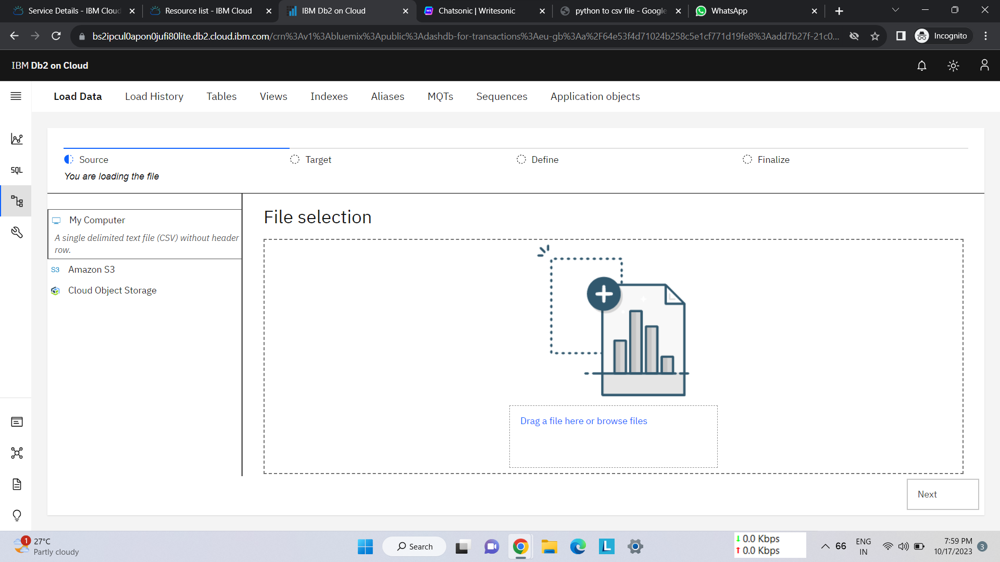 Service Details - IBM Cloud
Resource list - IBM Cloud
IBM Db2 on Cloud
Chatsonic | Writesonic
python to csv file - Google
WhatsApp
bs2ipcul0apon0jufi80lite.db2.cloud.ibm.com/crn%3Av1%3Abluemix%3Apublic%3Adashdb-for-transactions%3Aeu-gb%3Aa%2F64e53f4d71024b258c5e1cf771d19fe8%3Aadd7b27f-21c0...
Incognito
IBM Db2 on Cloud
Load Data
Load History
Tables
Views
Indexes
Aliases
MQTs
Sequences
Application objects
SQL
Source
You are loading the file
Target
Define
Finalize
My Computer
A single delimited text file (CSV) without header
row.
S3 Amazon S3
Cloud Object Storage
File selection
Drag a file here or browse files
Next
1
27°C
Partly cloudy
Search
0.0 Kbps
0.0 Kbps
66
ENG
IN
7:59 PM
10/17/2023
3